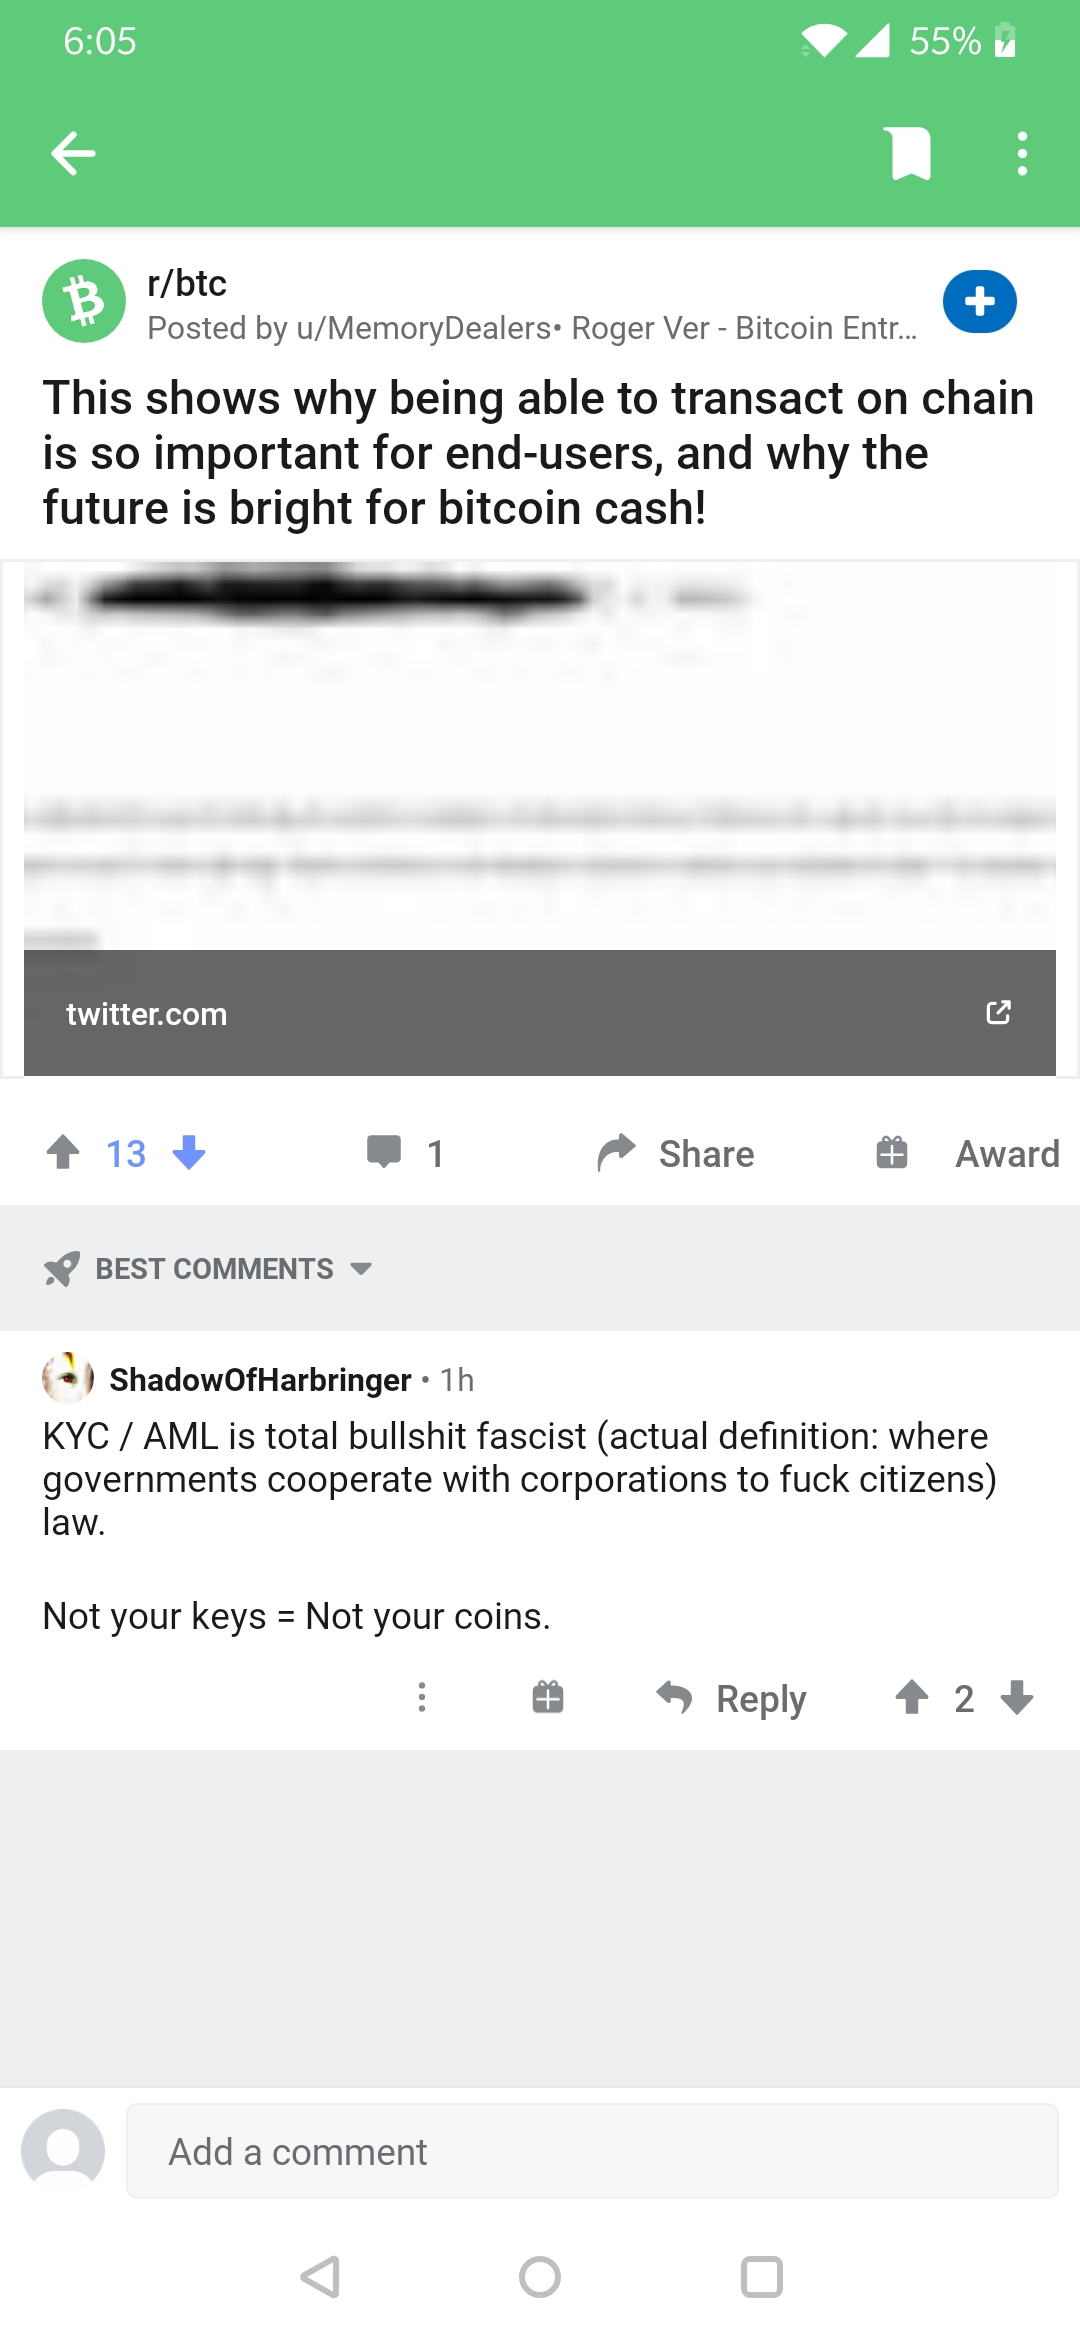 6:05
55%
r/btc
Posted by u/MemoryDealers• Roger Ver - Bitcoin Entr...
This shows why being able to transact on chain
is so important for end-users, and why the
future is bright for bitcoin cash!
twitter.com
13
1
Share
Award
BEST COMMENTS
ShadowOfHarbringer • 1h
KYC / AML is total bullshit fascist (actual definition: where
governments cooperate with corporations to fuck citizens)
law.
Not your keys = Not your coins.
Reply
2
Add a comment